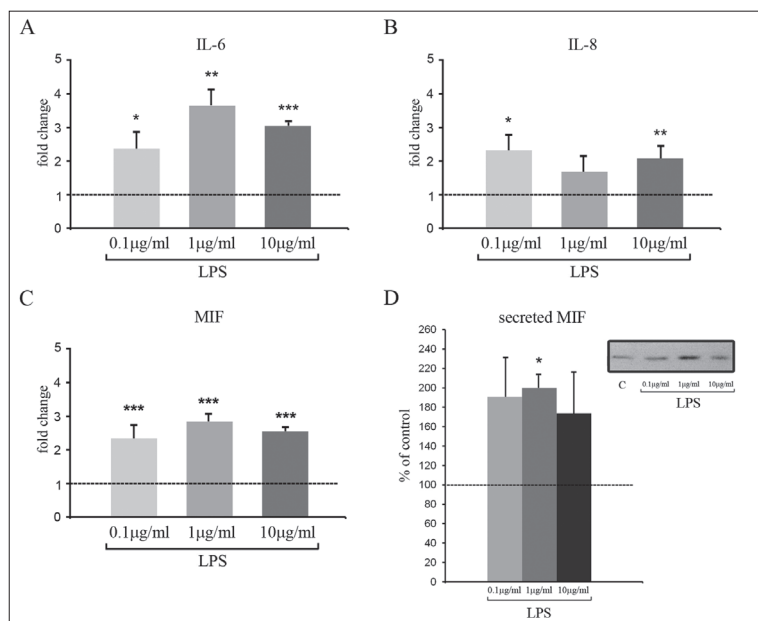 A
IL-6
fold change
5
4
3
2
1
0
*
**
***
0.1µg/ml 1µg/ml 10µg/ml
LPS
B
IL-8
fold change
5
4
3
2
1
0
*
**
0.1µg/ml 1µg/ml 10µg/ml
LPS
C
MIF
fold change
5
4
3
2
1
0
***
***
***
0.1µg/ml 1µg/ml 10µg/ml
LPS
D
secreted MIF
% of control
260
240
220
200
180
160
140
120
100
80
60
40
20
0
*
0.1µg/ml 1µg/ml 10µg/ml
LPS
C 0.1µg/ml 1µg/ml 10µg/ml
LPS